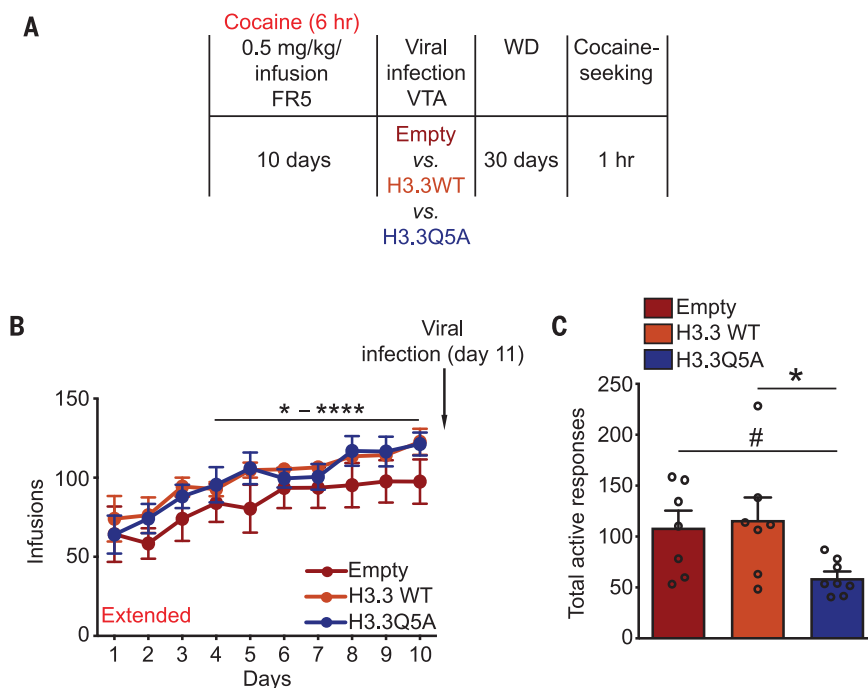 A
Cocaine (6 hr)
0.5 mg/kg/
infusion
FR5
Viral
infection
VTA
WD
Cocaine-
seeking
10 days
Empty
vs.
H3.3WT
vs.
H3.3Q5A
30 days
1 hr
B
Viral
infection (day 11)
* – ****
150
100
50
0
Infusions
Extended
Empty
H3.3 WT
H3.3Q5A
1 2 3 4 5 6 7 8 9 10
Days
C
Empty
H3.3 WT
H3.3Q5A
*
#
250
200
150
100
50
0
Total active responses